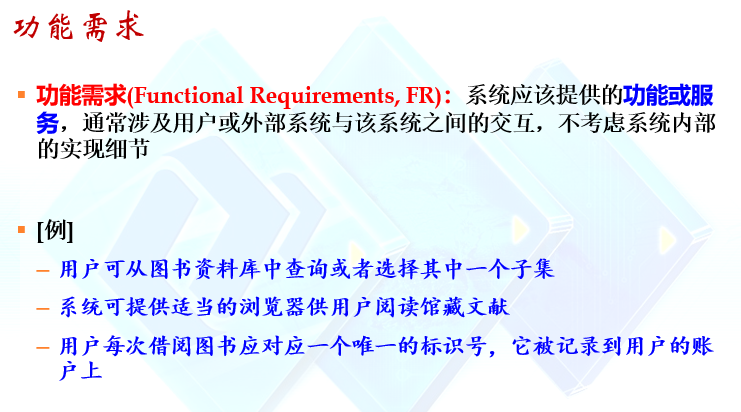 功能需求
功能需求(Functional Requirements, FR)：系统应该提供的功能或服
务，通常涉及用户或外部系统与该系统之间的交互，不考虑系统内部
的实现细节
[例]
– 用户可从图书资料库中查询或者选择其中一个子集
– 系统可提供适当的浏览器供用户阅读馆藏文献
– 用户每次借阅图书应对应一个唯一的标识号，它被记录到用户的账
户上